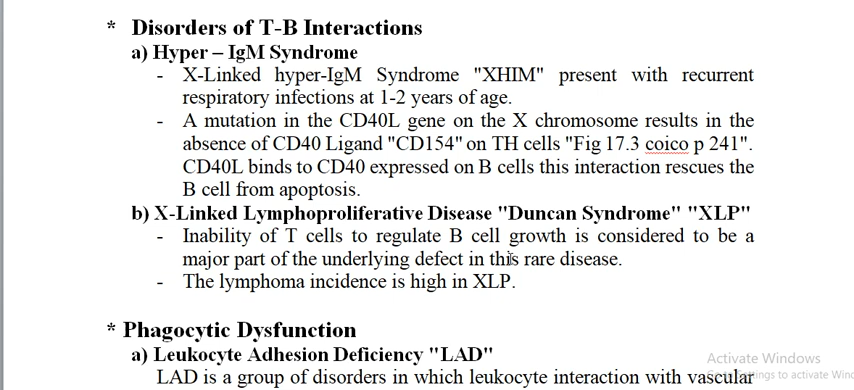 * Disorders of T-B Interactions
a) Hyper – IgM Syndrome
- X-Linked hyper-IgM Syndrome "XHIM" present with recurrent
respiratory infections at 1-2 years of age.
- A mutation in the CD40L gene on the X chromosome results in the
absence of CD40 Ligand "CD154" on TH cells "Fig 17.3 coico p 241".
CD40L binds to CD40 expressed on B cells this interaction rescues the
B cell from apoptosis.
b) X-Linked Lymphoproliferative Disease "Duncan Syndrome" "XLP"
- Inability of T cells to regulate B cell growth is considered to be a
major part of the underlying defect in this rare disease.
- The lymphoma incidence is high in XLP.
* Phagocytic Dysfunction
a) Leukocyte Adhesion Deficiency "LAD"
Activate Windows
LAD is a group of disorders in which leukocyte interaction with vascular
to activate